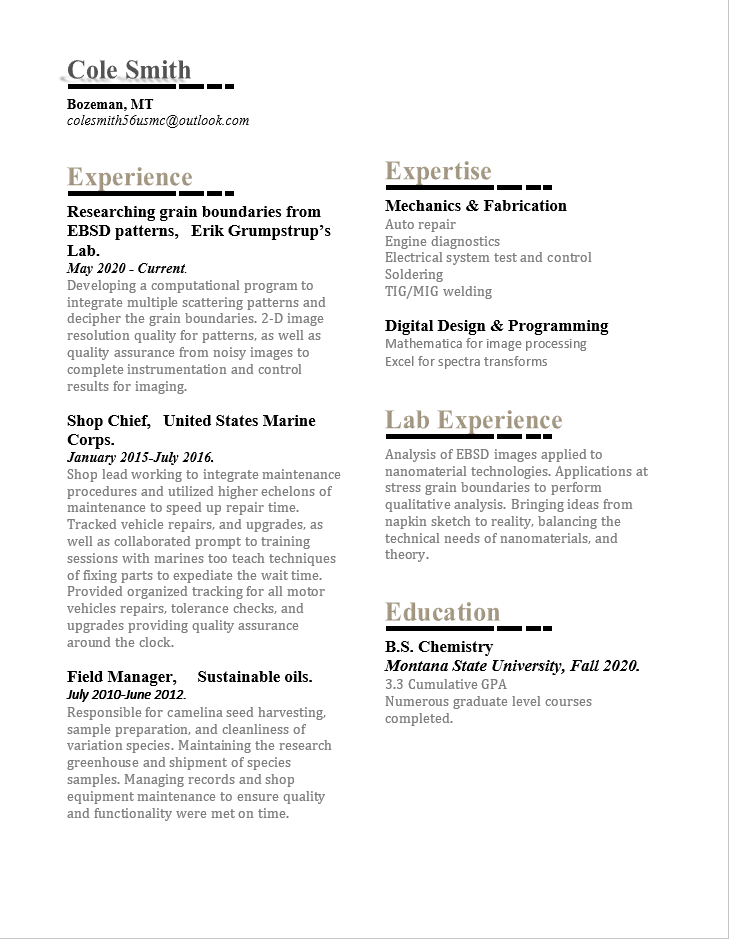 Cole Smith
Bozeman, MT
colesmith56usmc@outlook.com
Experience
Researching grain boundaries from
EBSD patterns,   Erik Grumpstrup’s
Lab.
May 2020 - Current.
Developing a computational program to
integrate multiple scattering patterns and
decipher the grain boundaries. 2-D image
resolution quality for patterns, as well as
quality assurance from noisy images to
complete instrumentation and control
results for imaging.
Shop Chief,   United States Marine
Corps.
January 2015-July 2016.
Shop lead working to integrate maintenance
procedures and utilized higher echelons of
maintenance to speed up repair time.
Tracked vehicle repairs, and upgrades, as
well as collaborated prompt to training
sessions with marines too teach techniques
of fixing parts to expediate the wait time.
Provided organized tracking for all motor
vehicles repairs, tolerance checks, and
upgrades providing quality assurance
around the clock.
Field Manager,     Sustainable oils.
July 2010-June 2012.
Responsible for camelina seed harvesting,
sample preparation, and cleanliness of
variation species. Maintaining the research
greenhouse and shipment of species
samples. Managing records and shop
equipment maintenance to ensure quality
and functionality were met on time.
Expertise
Mechanics & Fabrication
Auto repair
Engine diagnostics
Electrical system test and control
Soldering
TIG/MIG welding
Digital Design & Programming
Mathematica for image processing
Excel for spectra transforms
Lab Experience
Analysis of EBSD images applied to
nanomaterial technologies. Applications at
stress grain boundaries to perform
qualitative analysis. Bringing ideas from
napkin sketch to reality, balancing the
technical needs of nanomaterials, and
theory.
Education
B.S. Chemistry
Montana State University, Fall 2020.
3.3 Cumulative GPA
Numerous graduate level courses
completed.